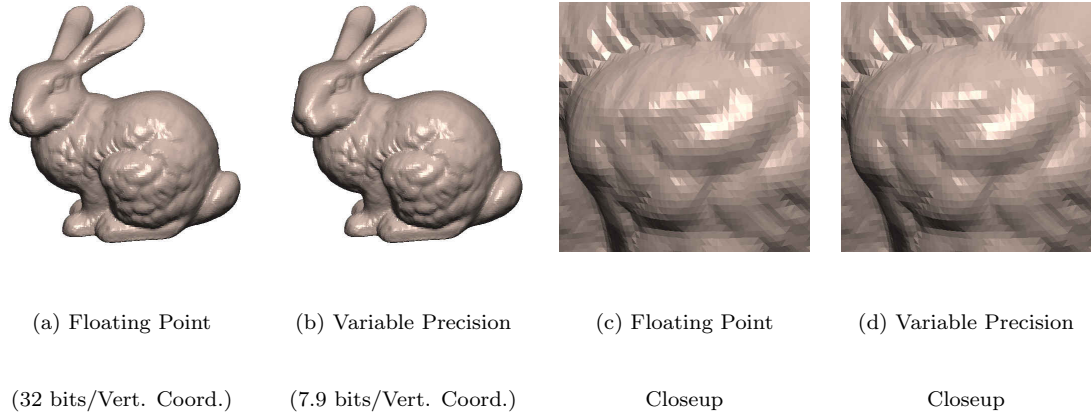 (a) Floating Point
(b) Variable Precision
(c) Floating Point
(d) Variable Precision
(32 bits/Vert. Coord.)
(7.9 bits/Vert. Coord.)
Closeup
Closeup